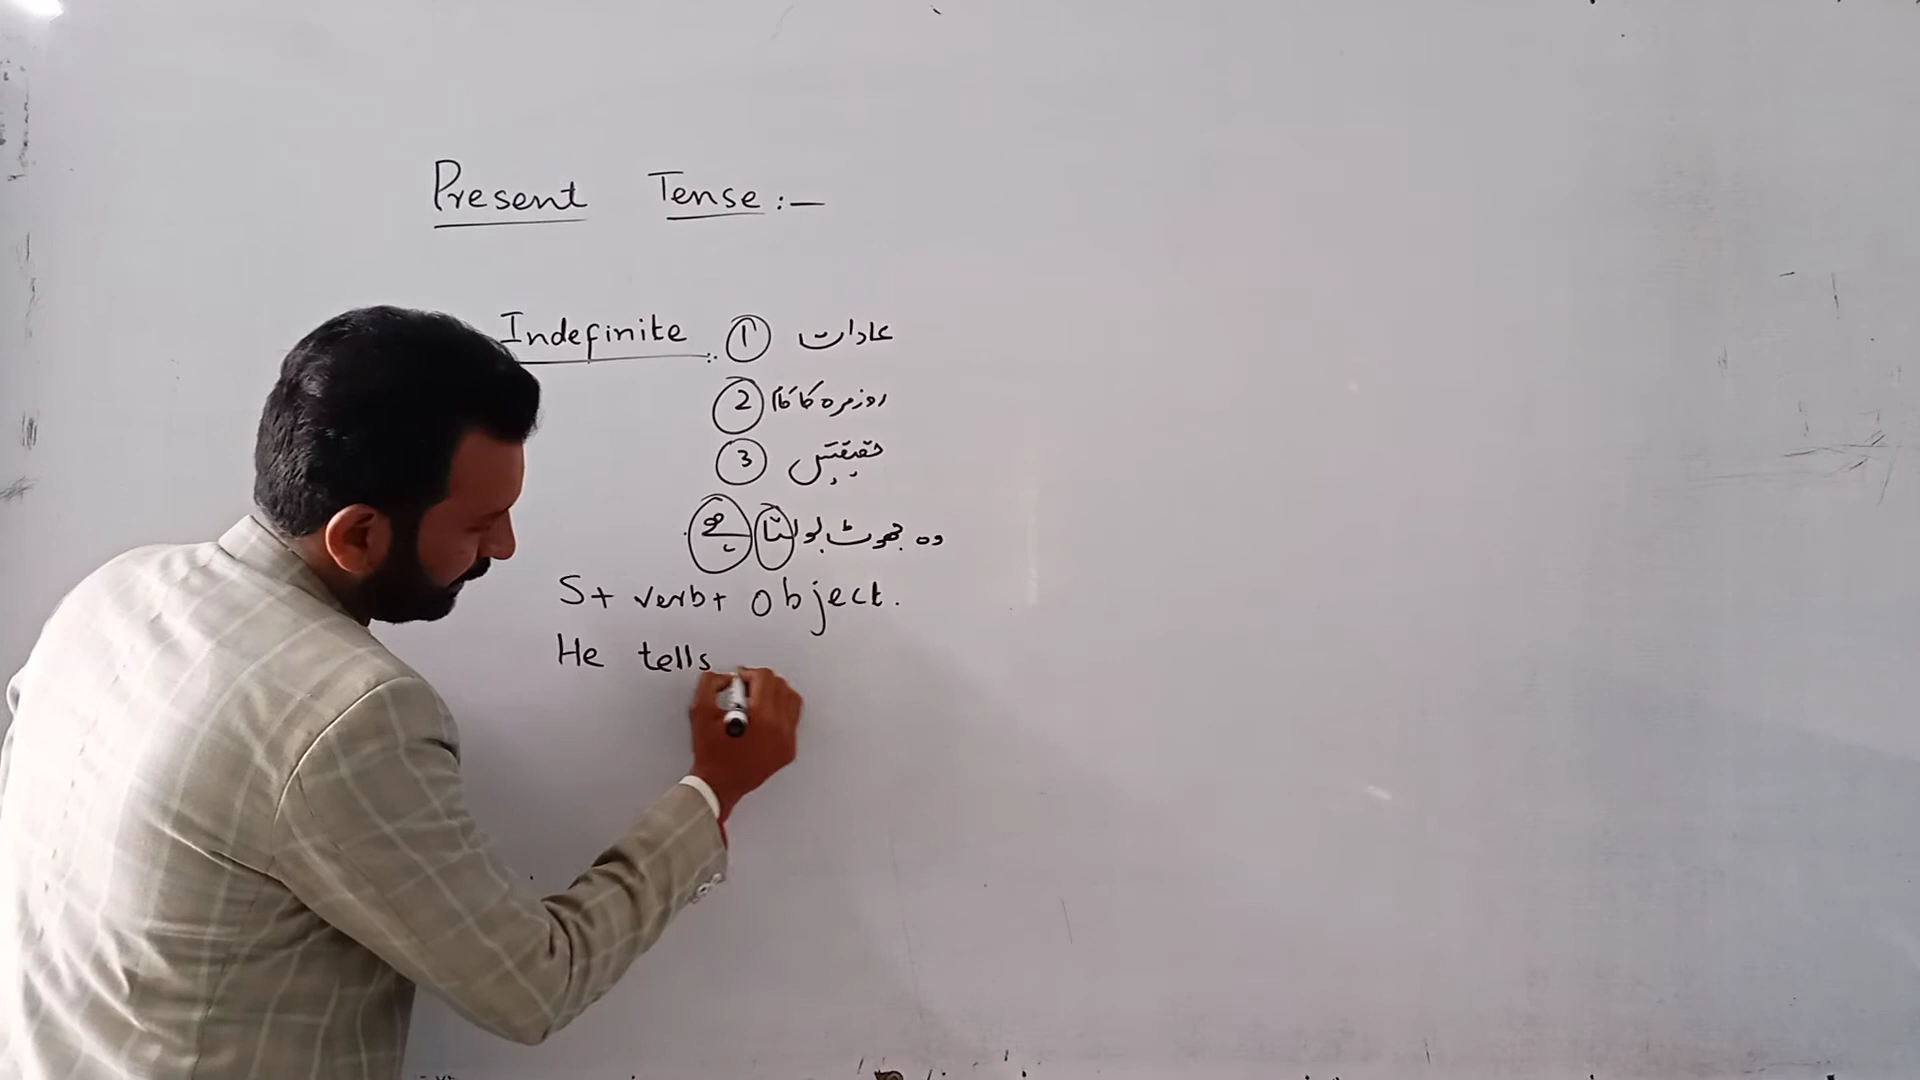 Present Tense :-
Indefinite :. ① عادات
② روزمرہ کا کام
③ حقیقتیں
وہ جھوٹ بولتا ہے
S+ verb+ Object.
He tells